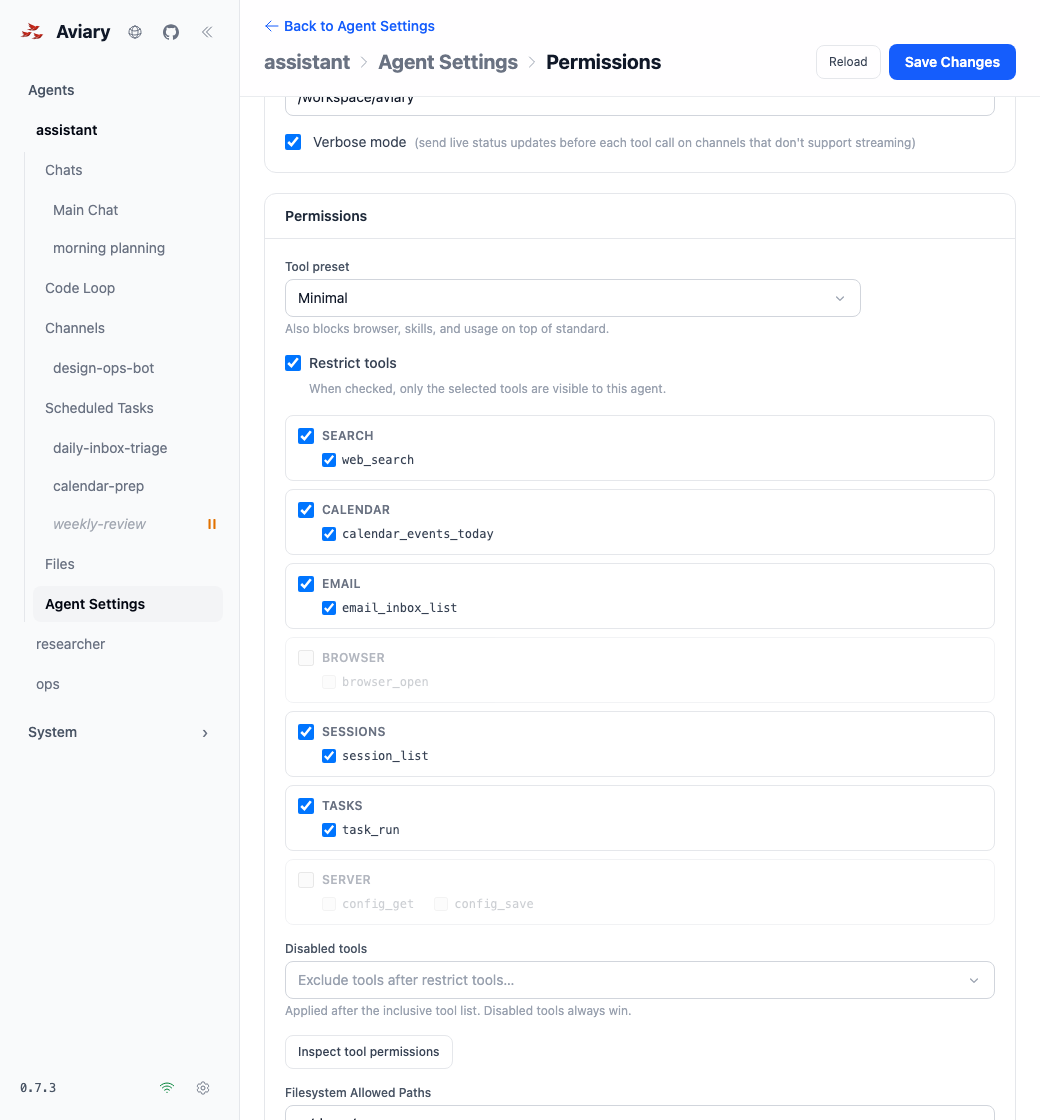 Aviary
Agents
assistant
Chats
Main Chat
morning planning
Code Loop
Channels
design-ops-bot
Scheduled Tasks
daily-inbox-triage
calendar-prep
weekly-review
Files
Agent Settings
researcher
ops
System
0.7.3
Back to Agent Settings
assistant > Agent Settings > Permissions
Reload
Save Changes
/workspace/aviary
Verbose mode (send live status updates before each tool call on channels that don't support streaming)
Permissions
Tool preset
Minimal
Also blocks browser, skills, and usage on top of standard.
Restrict tools
When checked, only the selected tools are visible to this agent.
SEARCH
web_search
CALENDAR
calendar_events_today
EMAIL
email_inbox_list
BROWSER
browser_open
SESSIONS
session_list
TASKS
task_run
SERVER
config_get config_save
Disabled tools
Exclude tools after restrict tools...
Applied after the inclusive tool list. Disabled tools always win.
Inspect tool permissions
Filesystem Allowed Paths